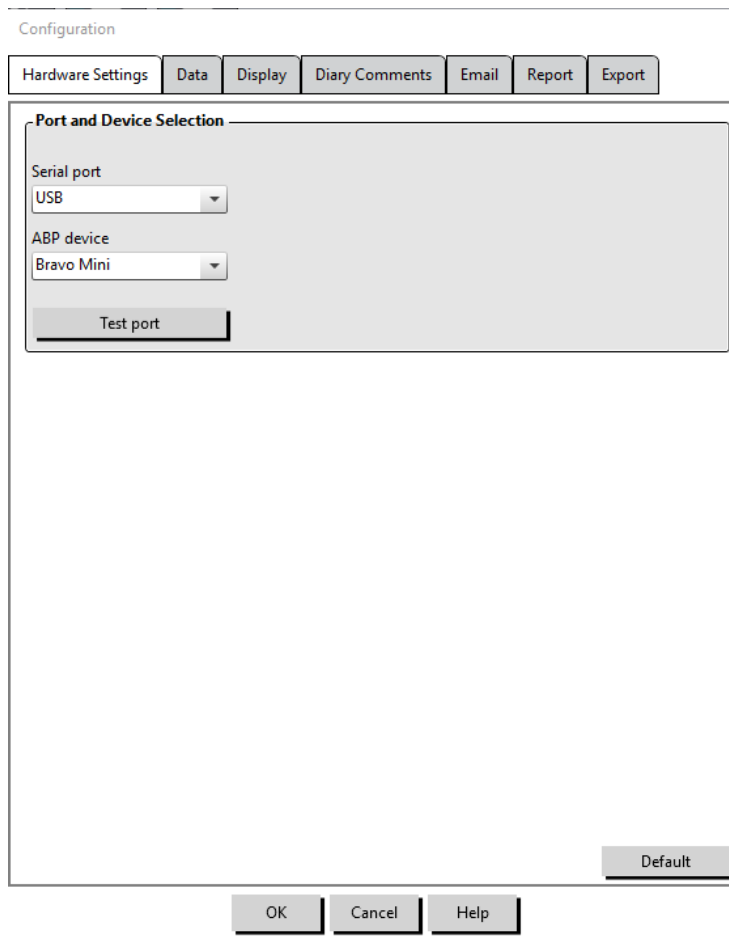 Configuration
Hardware Settings Data Display Diary Comments Email Report Export
Port and Device Selection
Serial port
USB
ABP device
Bravo Mini
Test port
Default
OK Cancel Help